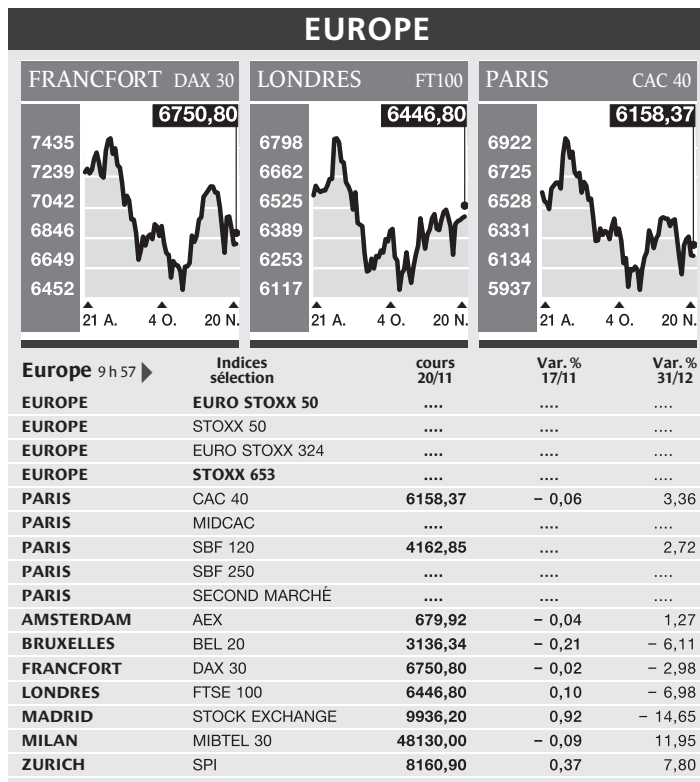 EUROPE
FRANCFORT DAX 30
6750,80
7435
7239
7042
6846
6649
6452
21 A. 4 O. 20 N.
LONDRES FT100
6446,80
6798
6662
6525
6389
6253
6117
21 A. 4 O. 20 N.
PARIS CAC 40
6158,37
6922
6725
6528
6331
6134
5937
21 A. 4 O. 20 N.
Europe 9 h 57 Indices sélection cours 20/11 Var. % 17/11 Var. % 31/12
EUROPE EURO STOXX 50 .... .... ....
EUROPE STOXX 50 .... .... ....
EUROPE EURO STOXX 324 .... .... ....
EUROPE STOXX 653 .... .... ....
PARIS CAC 40 6158,37 – 0,06 3,36
PARIS MIDCAC .... .... ....
PARIS SBF 120 4162,85 .... 2,72
PARIS SBF 250 .... .... ....
PARIS SECOND MARCHÉ .... .... ....
AMSTERDAM AEX 679,92 – 0,04 1,27
BRUXELLES BEL 20 3136,34 – 0,21 – 6,11
FRANCFORT DAX 30 6750,80 – 0,02 – 2,98
LONDRES FTSE 100 6446,80 0,10 – 6,98
MADRID STOCK EXCHANGE 9936,20 0,92 – 14,65
MILAN MIBTEL 30 48130,00 – 0,09 11,95
ZURICH SPI 8160,90 0,37 7,80